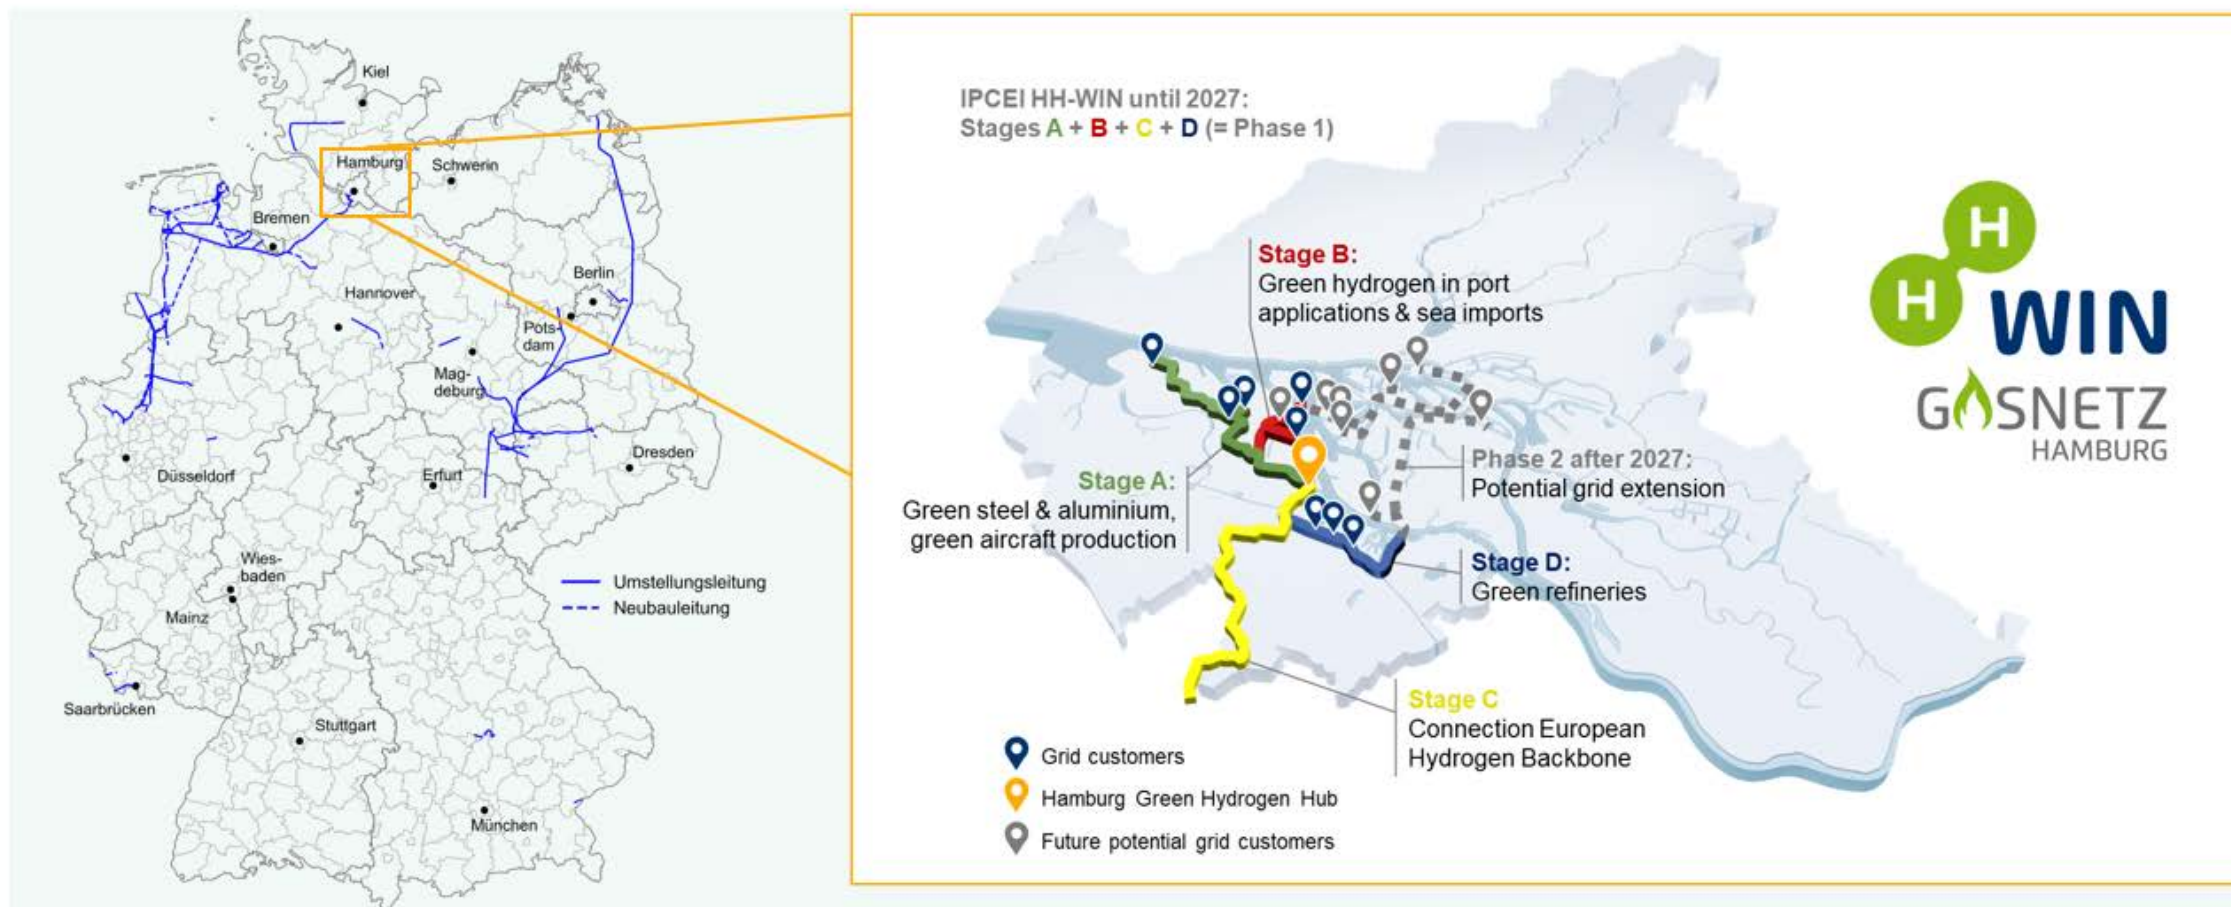 Kiel
Hamburg
Schwerin
Bremen
Berlin
Hannover
Pots-
dam
Mag-
deburg
Düsseldorf
Erfurt
Dresden
Wies-
baden
Mainz
Saarbrücken
Stuttgart
München
Umstellungsleitung
Neubauleitung
IPCEI HH-WIN until 2027:
Stages A + B + C + D (= Phase 1)
Stage B:
Green hydrogen in port
applications & sea imports
Stage A:
Green steel & aluminium,
green aircraft production
Phase 2 after 2027:
Potential grid extension
Stage D:
Green refineries
Stage C
Connection European
Hydrogen Backbone
Grid customers
Hamburg Green Hydrogen Hub
Future potential grid customers
H
H
WIN
GASNETZ
HAMBURG